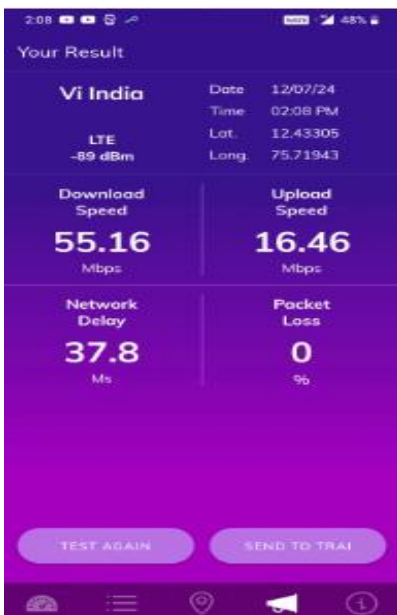 2:08 48%
Your Result
Vi India
LTE
-89 dBm
Date 12/07/24
Time 02:08 PM
Lat. 12.43305
Long. 75.71943
Download
Speed
55.16
Mbps
Upload
Speed
16.46
Mbps
Network
Delay
37.8
Ms
Packet
Loss
0
%
TEST AGAIN
SEND TO TRAI